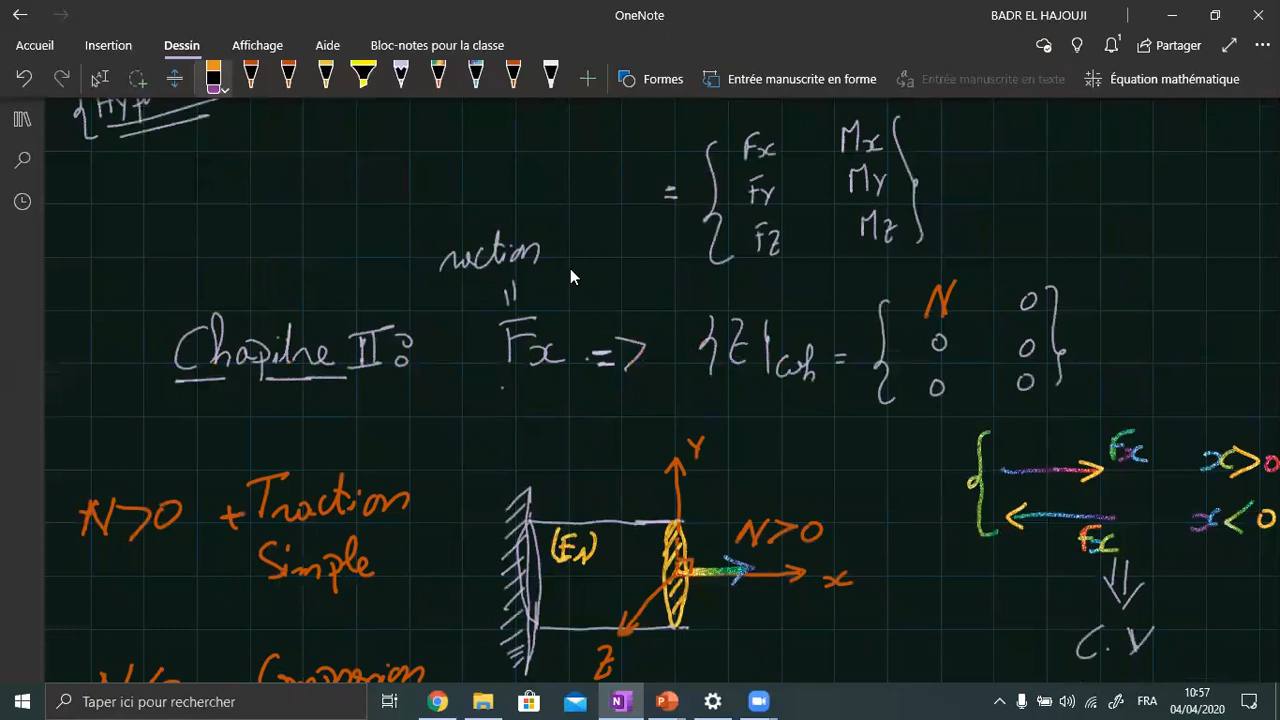 OneNote
BADR EL HAJOUJI
Accueil Insertion Dessin Affichage Aide Bloc-notes pour la classe
Partager
Formes Entrée manuscrite en forme Entrée manuscrite en texte Équation mathématique
= { Fx Mx }
Fy My
Fz Mz
raction
=
Chapitre II: Fx => {τ}coh = { N 0 }
0 0
0 0
Fx x>0
Fx x<0
C.V
N>0 +Traction
Simple
Y
N>0
x
Z
Taper ici pour rechercher
FRA
10:57
04/04/2020